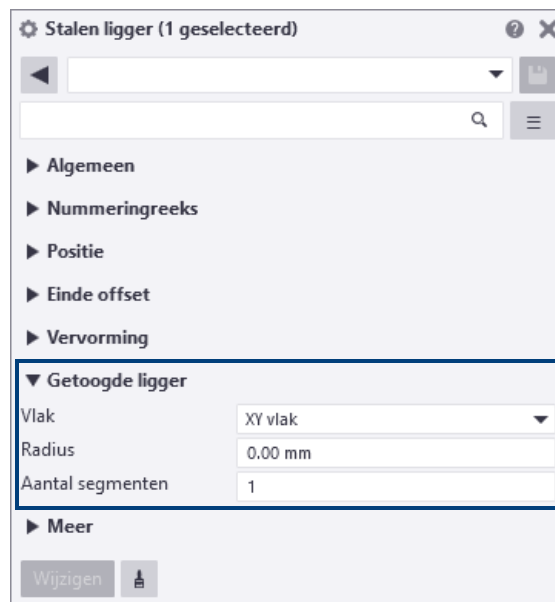 Stalen ligger (1 geselecteerd)
Algemeen
Nummeringreeks
Positie
Einde offset
Vervorming
Getoogde ligger
Vlak XY vlak
Radius 0.00 mm
Aantal segmenten 1
Meer
Wijzigen